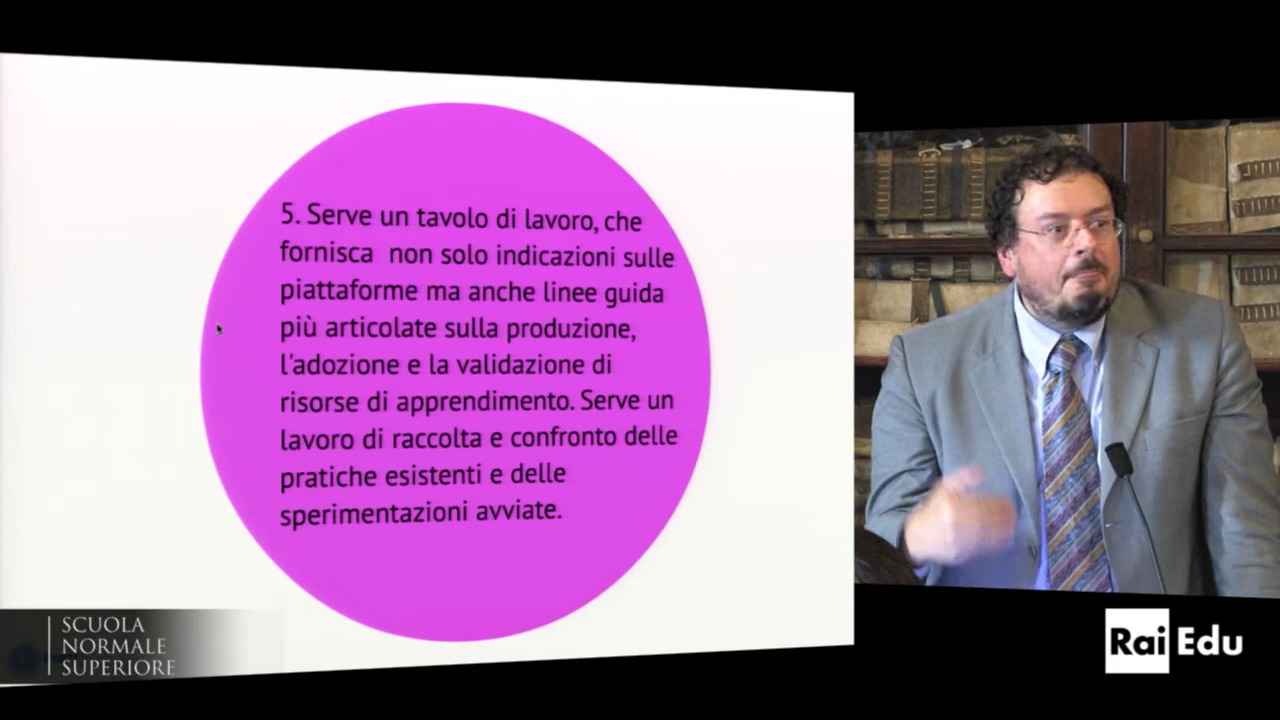 5. Serve un tavolo di lavoro, che
fornisca non solo indicazioni sulle
piattaforme ma anche linee guida
più articolate sulla produzione,
l'adozione e la validazione di
risorse di apprendimento. Serve un
lavoro di raccolta e confronto delle
pratiche esistenti e delle
sperimentazioni avviate.
SCUOLA
NORMALE
SUPERIORE
Rai Edu